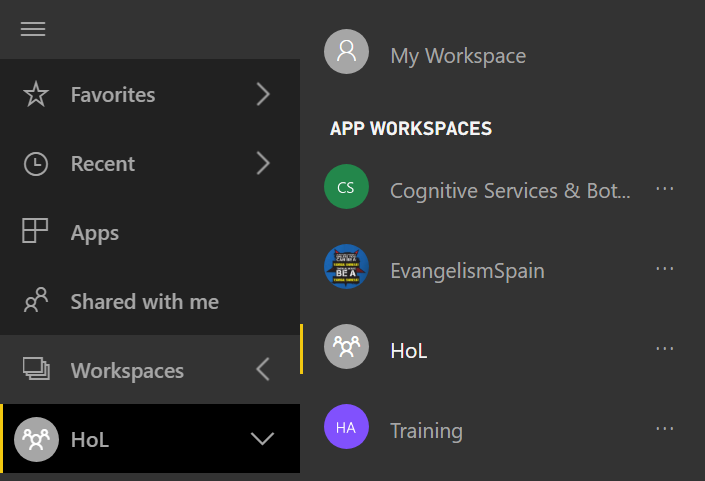 Favorites
Recent
Apps
Shared with me
Workspaces
HoL
My Workspace
APP WORKSPACES
CS
Cognitive Services & Bot...
EvangelismSpain
HoL
HA
Training